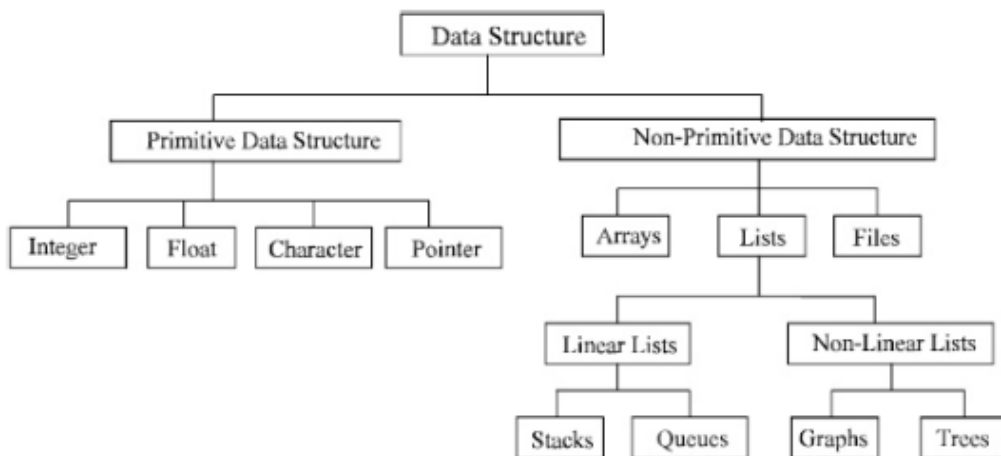 Data Structure
Primitive Data Structure
Non-Primitive Data Structure
Integer
Float
Character
Pointer
Arrays
Lists
Files
Linear Lists
Non-Linear Lists
Stacks
Queues
Graphs
Trees